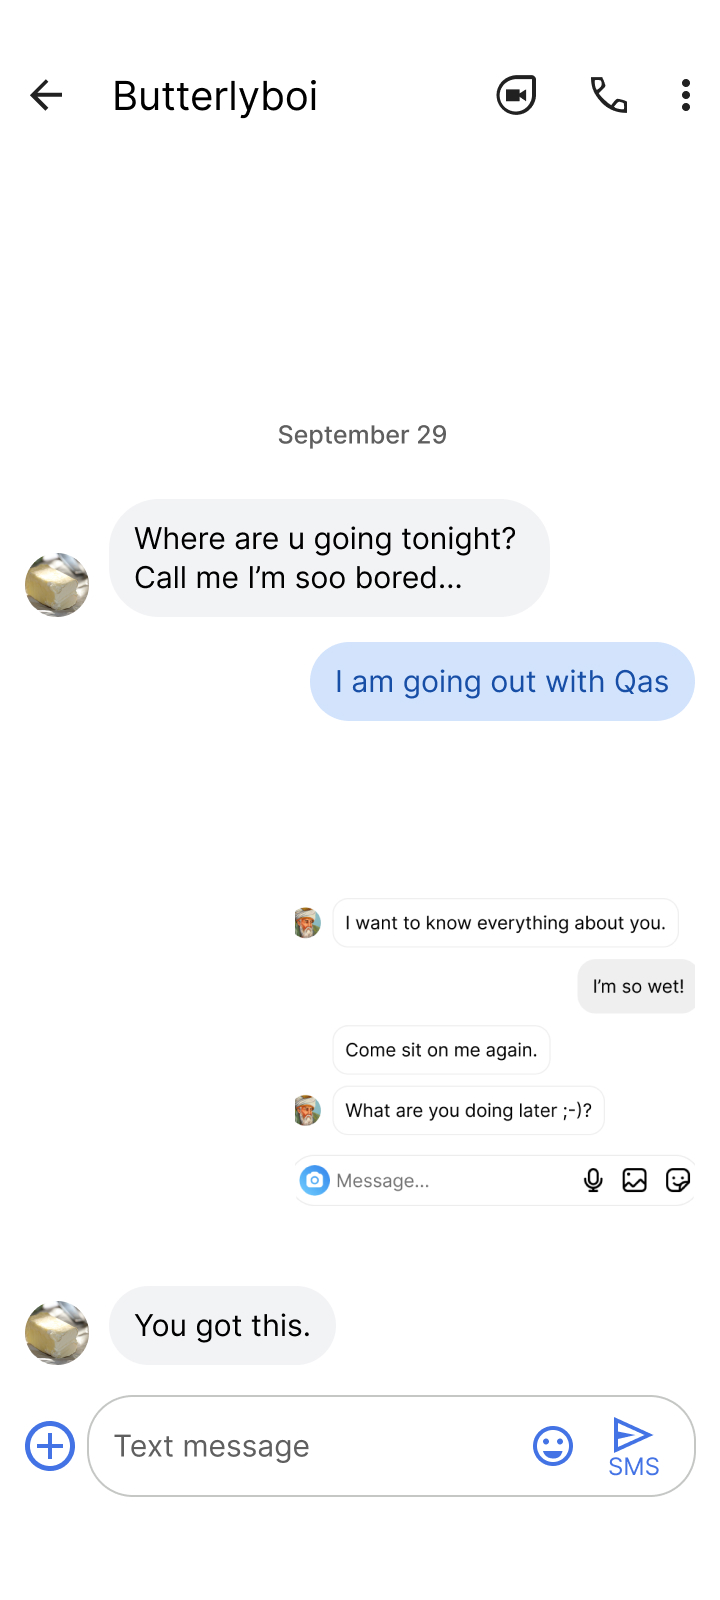 Butterlyboi
September 29
Where are u going tonight?
Call me I’m soo bored...
I am going out with Qas
I want to know everything about you.
I’m so wet!
Come sit on me again.
What are you doing later ;-)?
Message...
You got this.
Text message
SMS